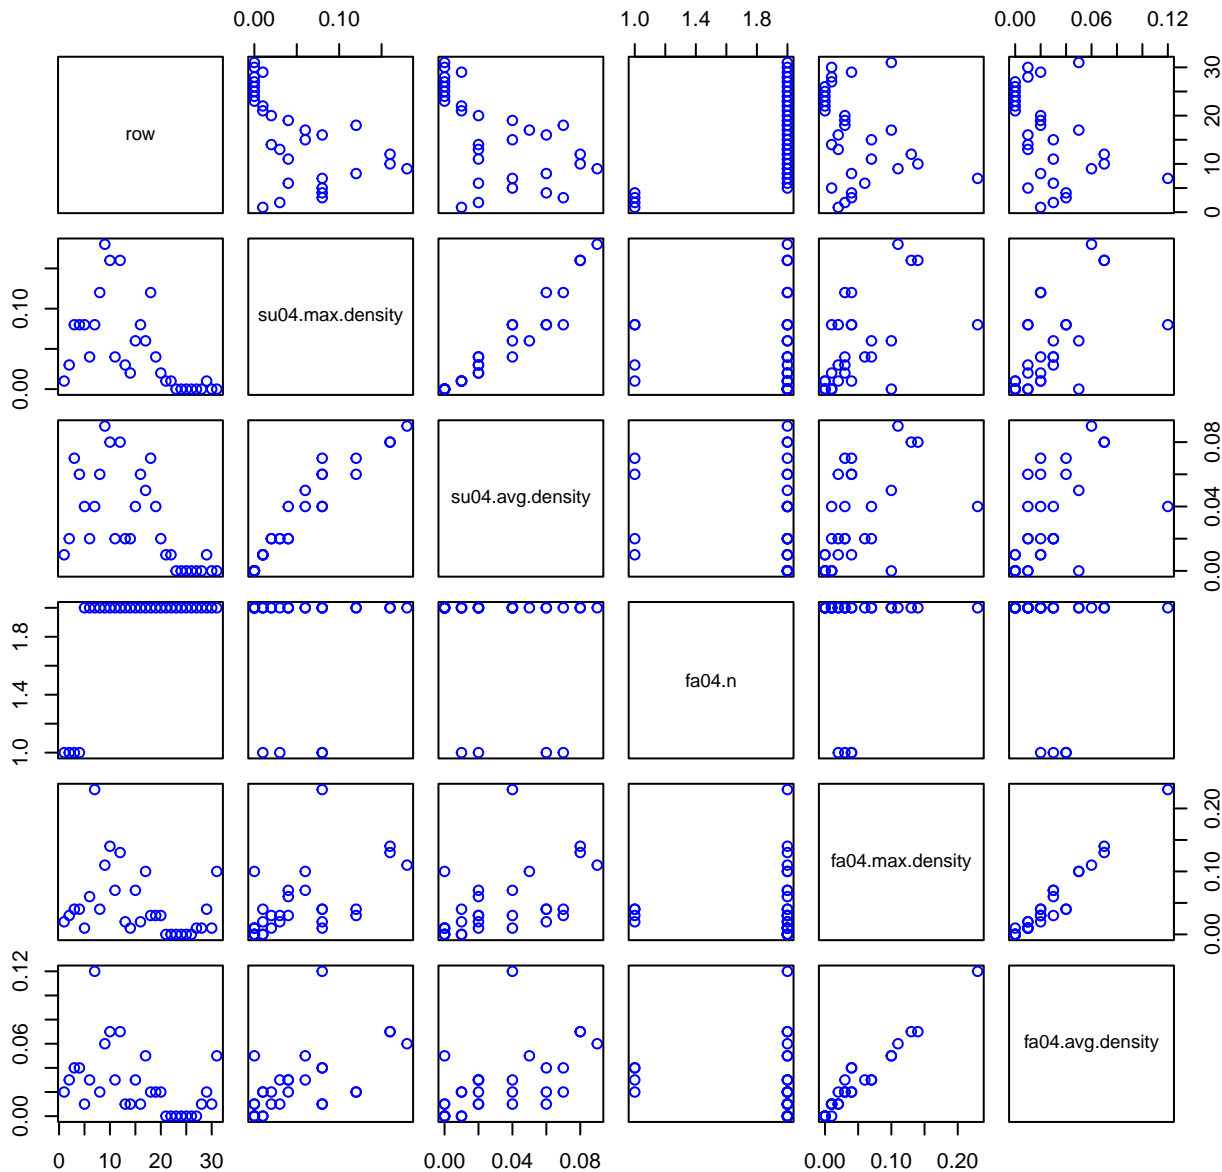 0.00 0.10 1.0 1.4 1.8 0.00 0.06 0.12
row
0 10 20 30
0.00 0.10
su04.max.density
su04.avg.density
0.00 0.04 0.08
1.0 1.4 1.8
fa04.n
fa04.max.density
0.00 0.10 0.20
0.00 0.06 0.12
fa04.avg.density
0 10 20 30 0.00 0.04 0.08 0.00 0.10 0.20